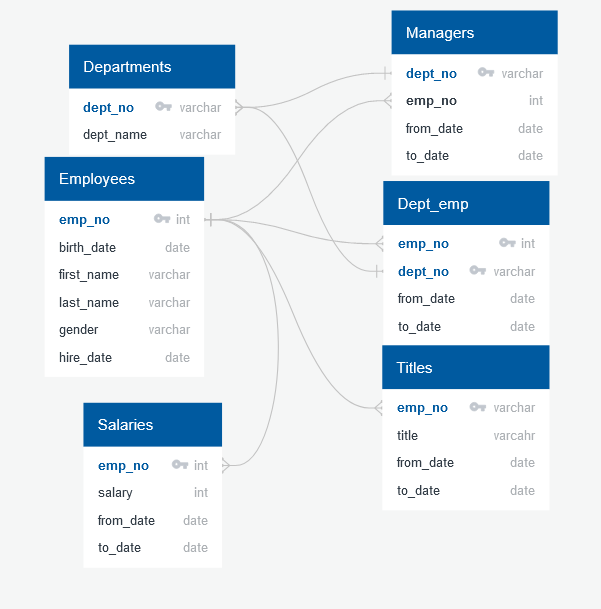 Departments
dept_no varchar
dept_name varchar
Employees
emp_no int
birth_date date
first_name varchar
last_name varchar
gender varchar
hire_date date
Salaries
emp_no int
salary int
from_date date
to_date date
Managers
dept_no varchar
emp_no int
from_date date
to_date date
Dept_emp
emp_no int
dept_no varchar
from_date date
to_date date
Titles
emp_no varchar
title varcahr
from_date date
to_date date